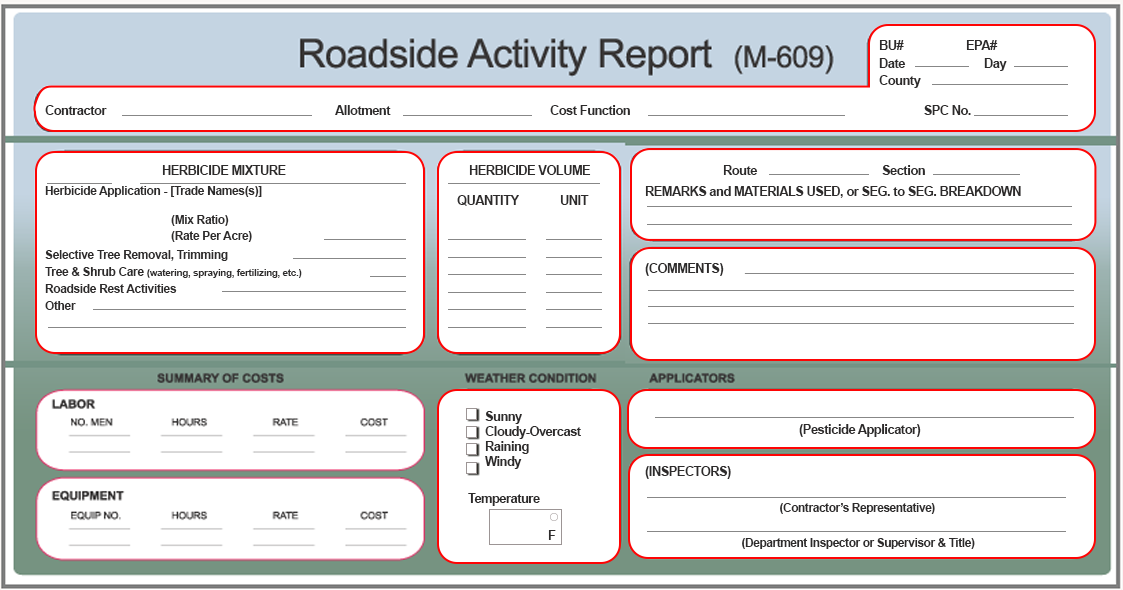 Roadside Activity Report (M-609)
BU# EPA#
Date Day
County
Contractor Allotment Cost Function SPC No.
HERBICIDE MIXTURE
Herbicide Application - [Trade Names(s)]
(Mix Ratio)
(Rate Per Acre)
Selective Tree Removal, Trimming
Tree & Shrub Care (watering, spraying, fertilizing, etc.)
Roadside Rest Activities
Other
HERBICIDE VOLUME
QUANTITY UNIT
Route Section
REMARKS and MATERIALS USED, or SEG. to SEG. BREAKDOWN
(COMMENTS)
SUMMARY OF COSTS
LABOR
NO. MEN HOURS RATE COST
EQUIPMENT
EQUIP NO. HOURS RATE COST
WEATHER CONDITION
Sunny
Cloudy-Overcast
Raining
Windy
Temperature
F
APPLICATORS
(Pesticide Applicator)
(INSPECTORS)
(Contractor's Representative)
(Department Inspector or Supervisor & Title)